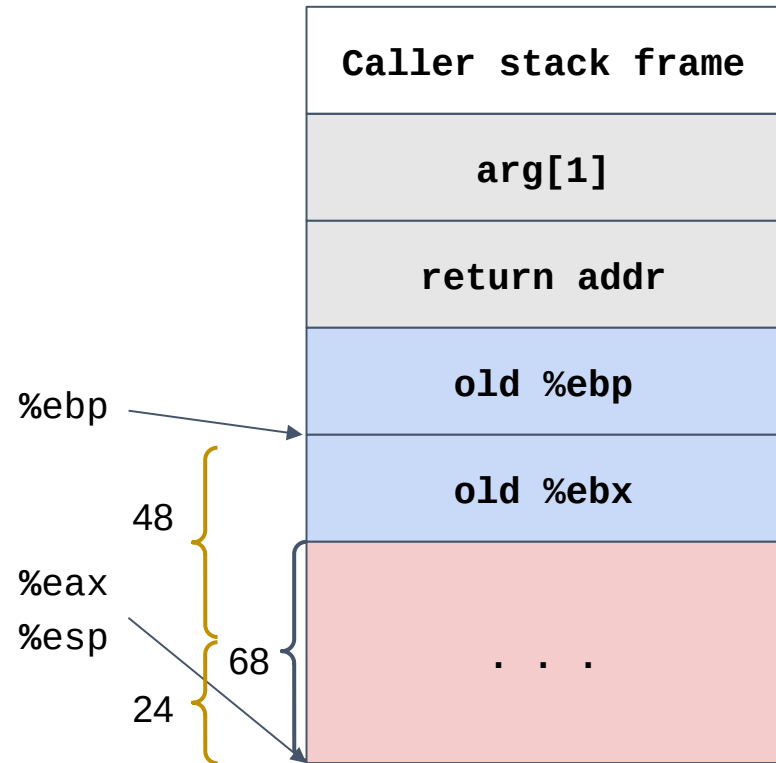 Caller stack frame
arg[1]
return addr
old %ebp
%ebp
old %ebx
48
%eax
%esp
68
. . .
24